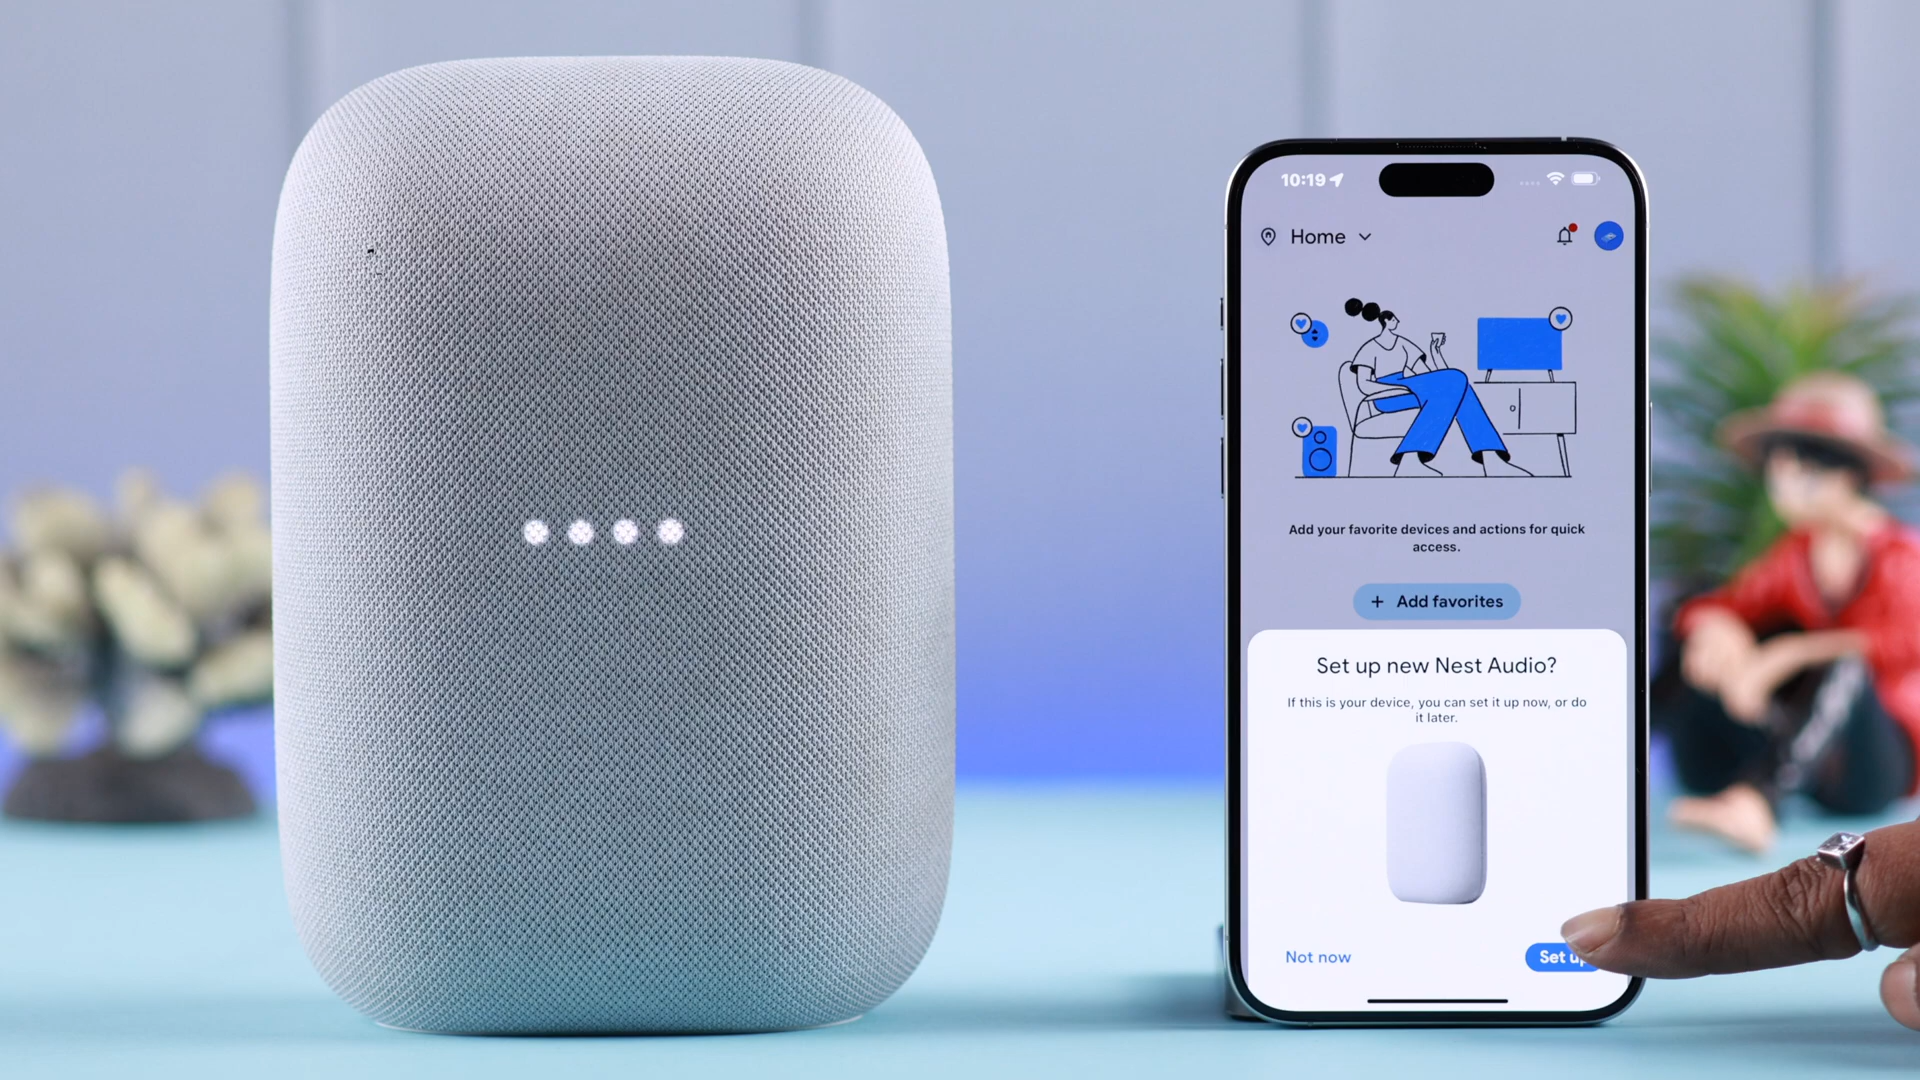 10:19
Home
Add your favorite devices and actions for quick
access.
+ Add favorites
Set up new Nest Audio?
If this is your device, you can set it up now, or do
it later.
Not now
Set up